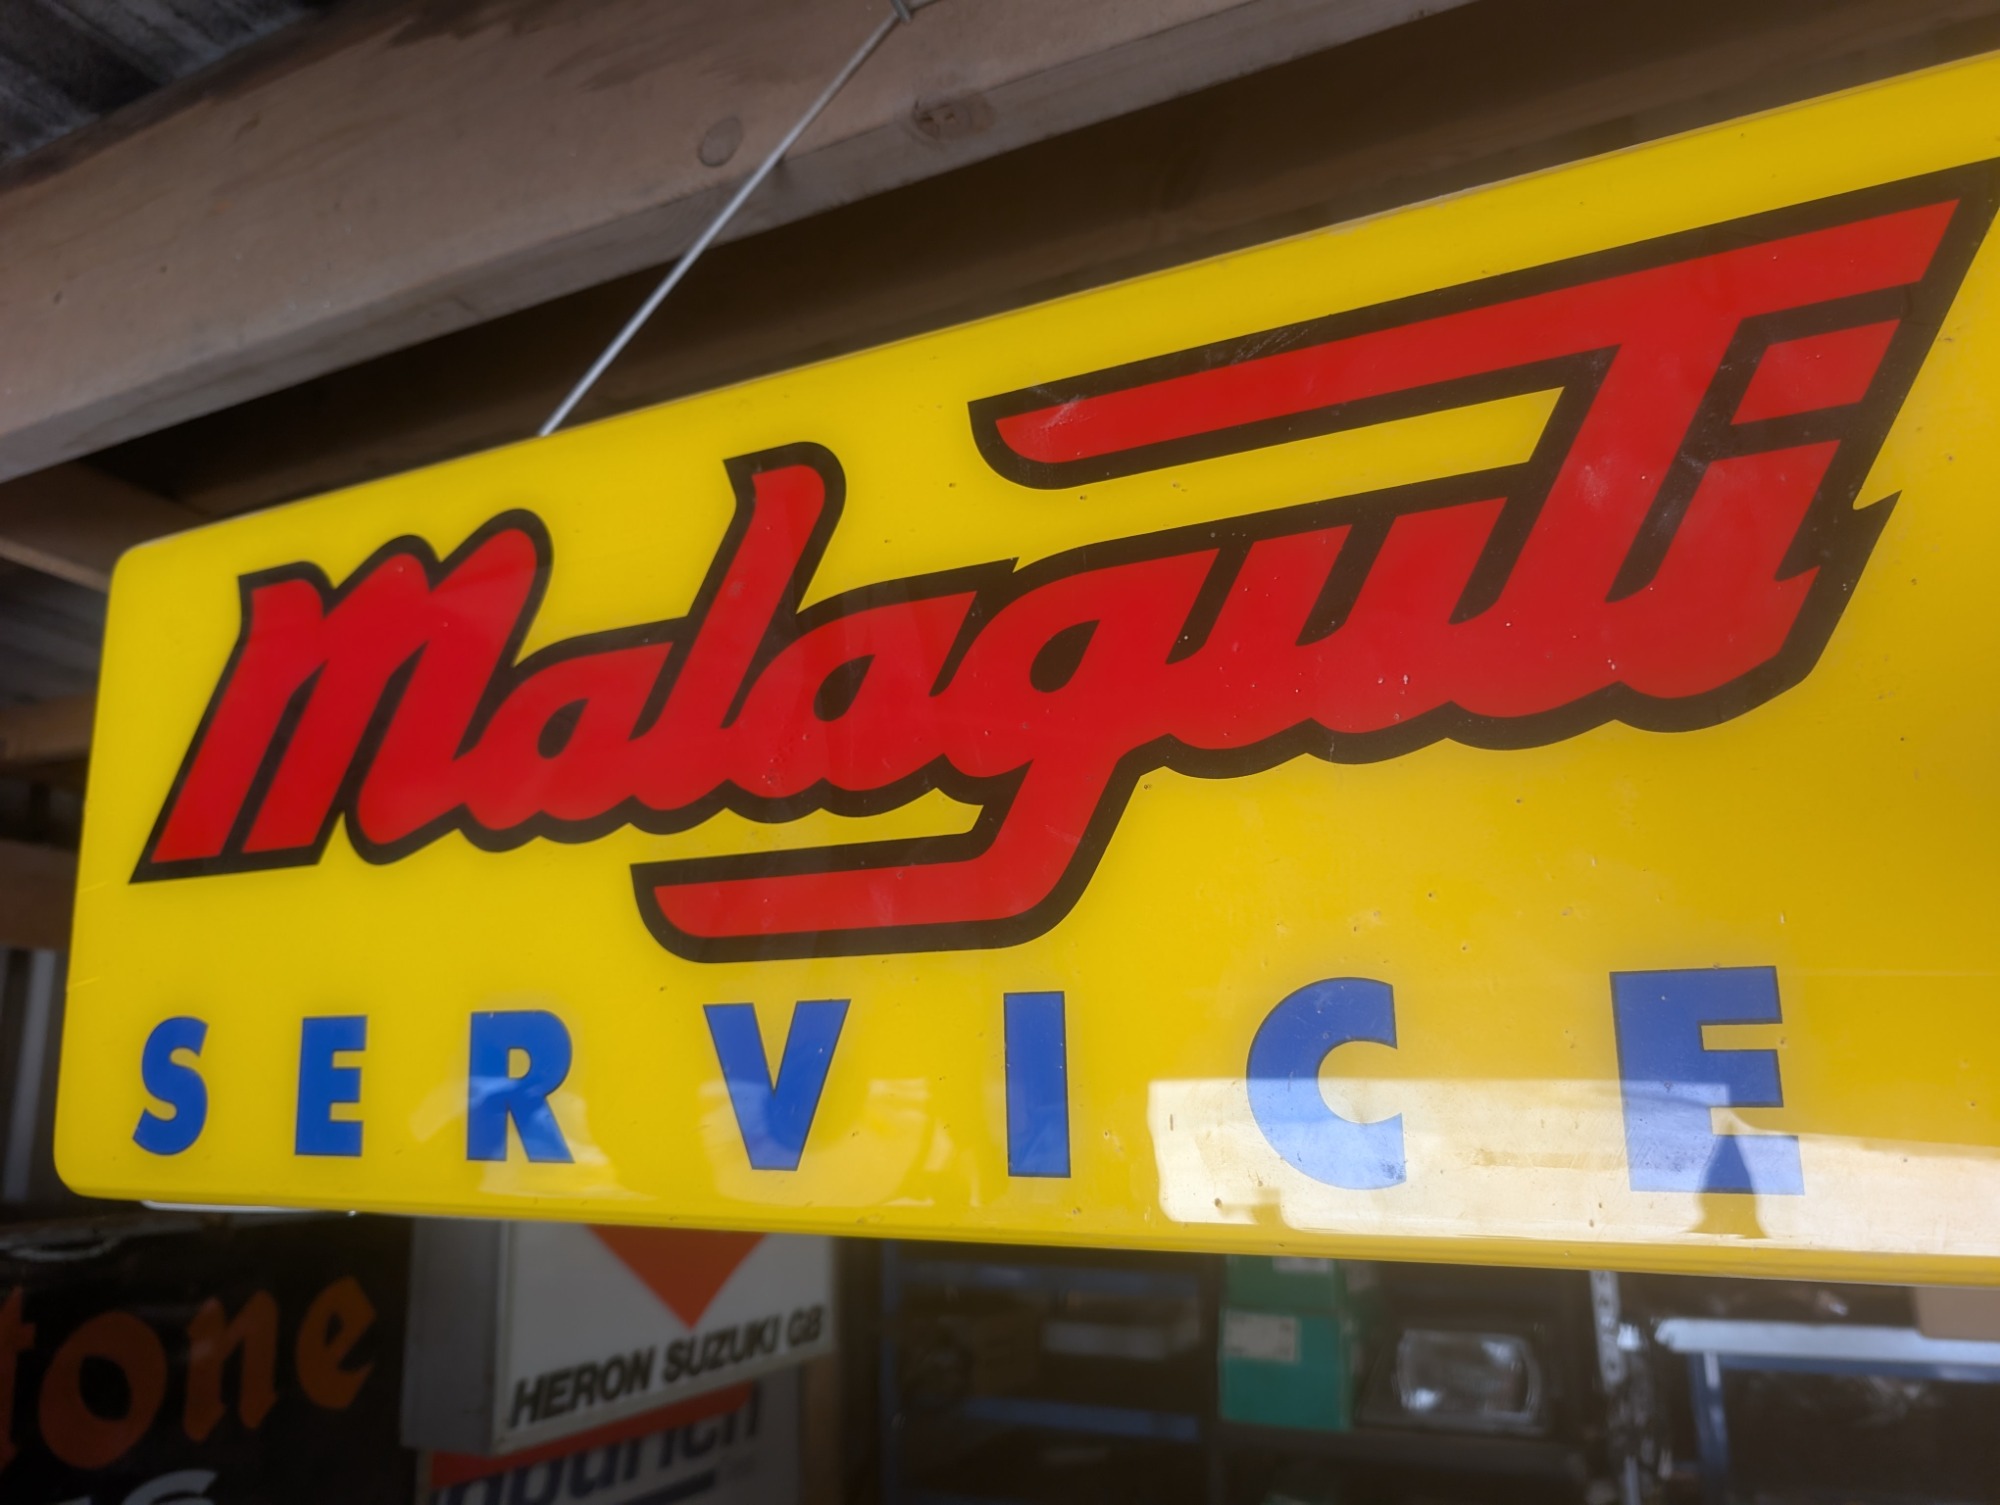 Malaguti
SERVICE
HERON SUZUKI GB